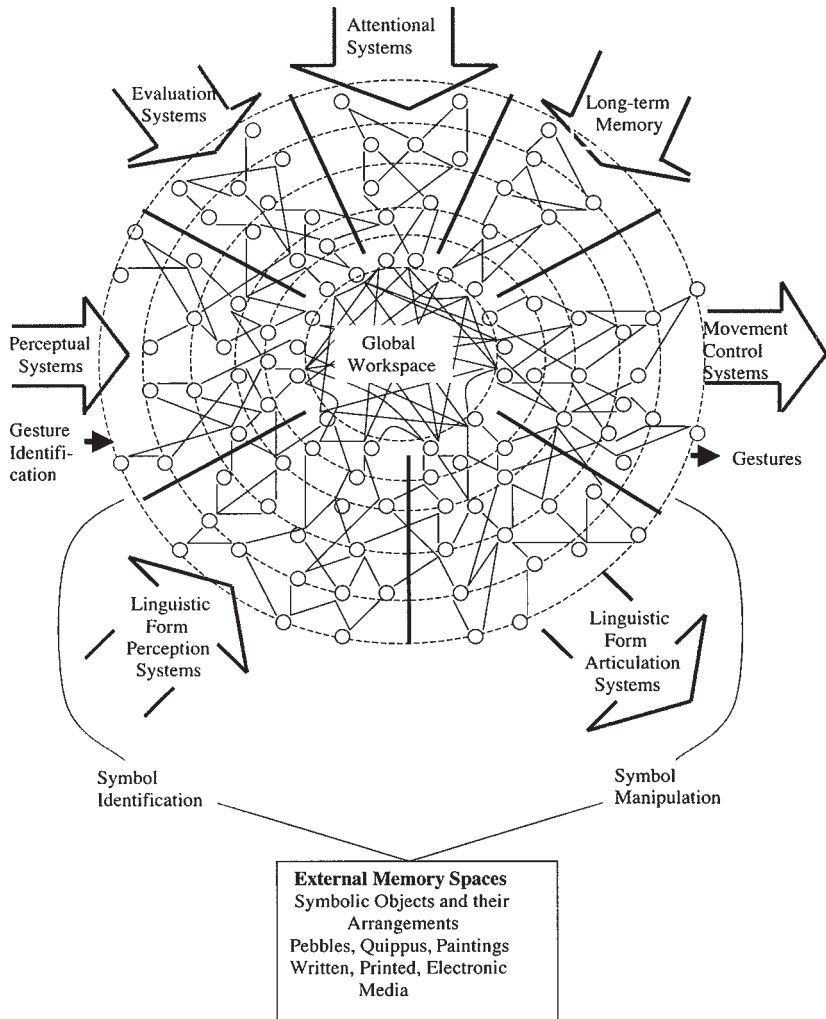 Attentional
Systems
Evaluation
Systems
Long-term
Memory
Perceptual
Systems
Global
Workspace
Movement
Control
Systems
Gesture
Identifi-
cation
Gestures
Linguistic
Form
Perception
Systems
Linguistic
Form
Articulation
Systems
Symbol
Identification
Symbol
Manipulation
External Memory Spaces
Symbolic Objects and their
Arrangements
Pebbles, Quippus, Paintings
Written, Printed, Electronic
Media